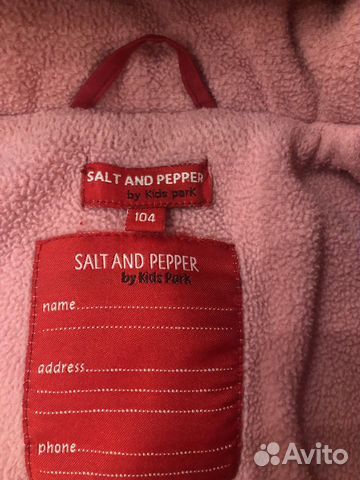 SALT AND PEPPER
by Kids parK
104
SALT AND PEPPER
by Kids Park
name
address
phone
Avito